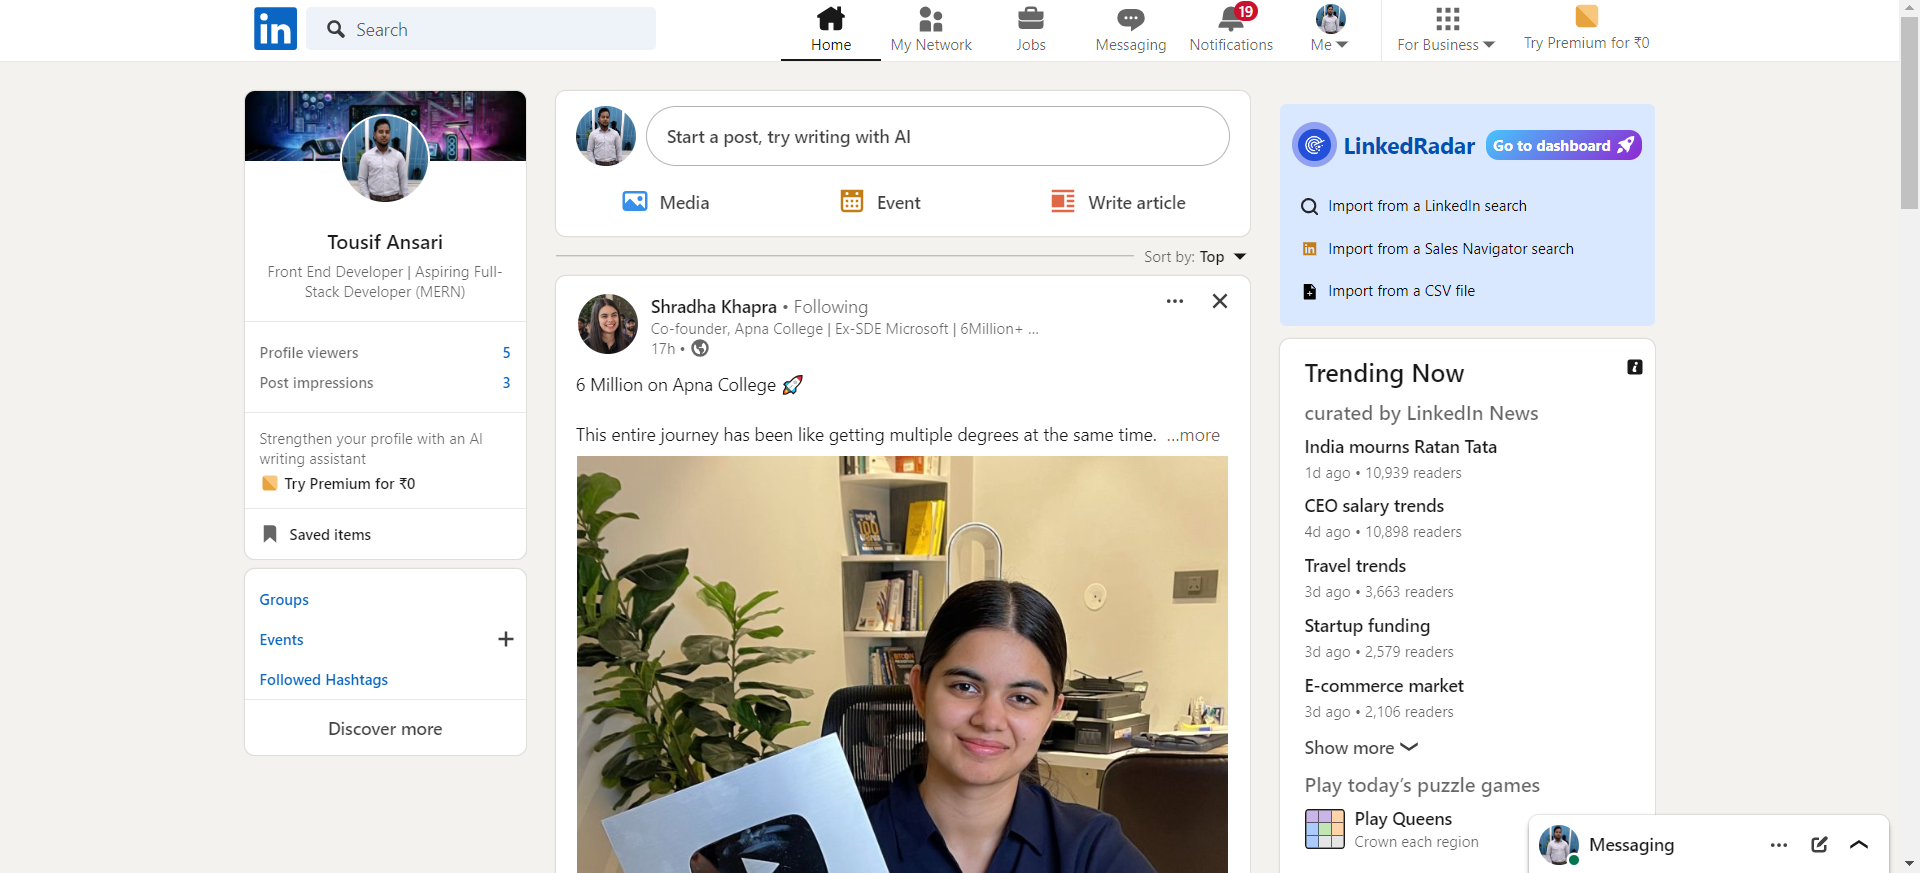 in
Search
Home
My Network
Jobs
Messaging
19
Notifications
Me
For Business
Try Premium for ₹0
Tousif Ansari
Front End Developer | Aspiring Full-
Stack Developer (MERN)
Profile viewers 5
Post impressions 3
Strengthen your profile with an AI
writing assistant
Try Premium for ₹0
Saved items
Groups
Events
Followed Hashtags
Discover more
Start a post, try writing with AI
Media
Event
Write article
Sort by: Top
Shradha Khapra • Following
Co-founder, Apna College | Ex-SDE Microsoft | 6Million+ ...
17h •
6 Million on Apna College 🚀
This entire journey has been like getting multiple degrees at the same time. ...more
100
LinkedRadar
Go to dashboard
Import from a LinkedIn search
in
Import from a Sales Navigator search
Import from a CSV file
Trending Now
curated by LinkedIn News
India mourns Ratan Tata
1d ago • 10,939 readers
CEO salary trends
4d ago • 10,898 readers
Travel trends
3d ago • 3,663 readers
Startup funding
3d ago • 2,579 readers
E-commerce market
3d ago • 2,106 readers
Show more
Play today's puzzle games
Play Queens
Crown each region
Messaging